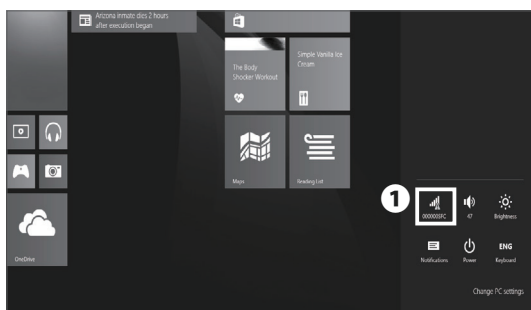 Arizona inmate dies 2 hours
after execution began
The Body
Shocker Workout
Simple Vanilla Ice
Cream
Maps
Reading List
OneDrive
1
000000SFC
47
Brightness
Notifications
Power
ENG
Keyboard
Change PC settings